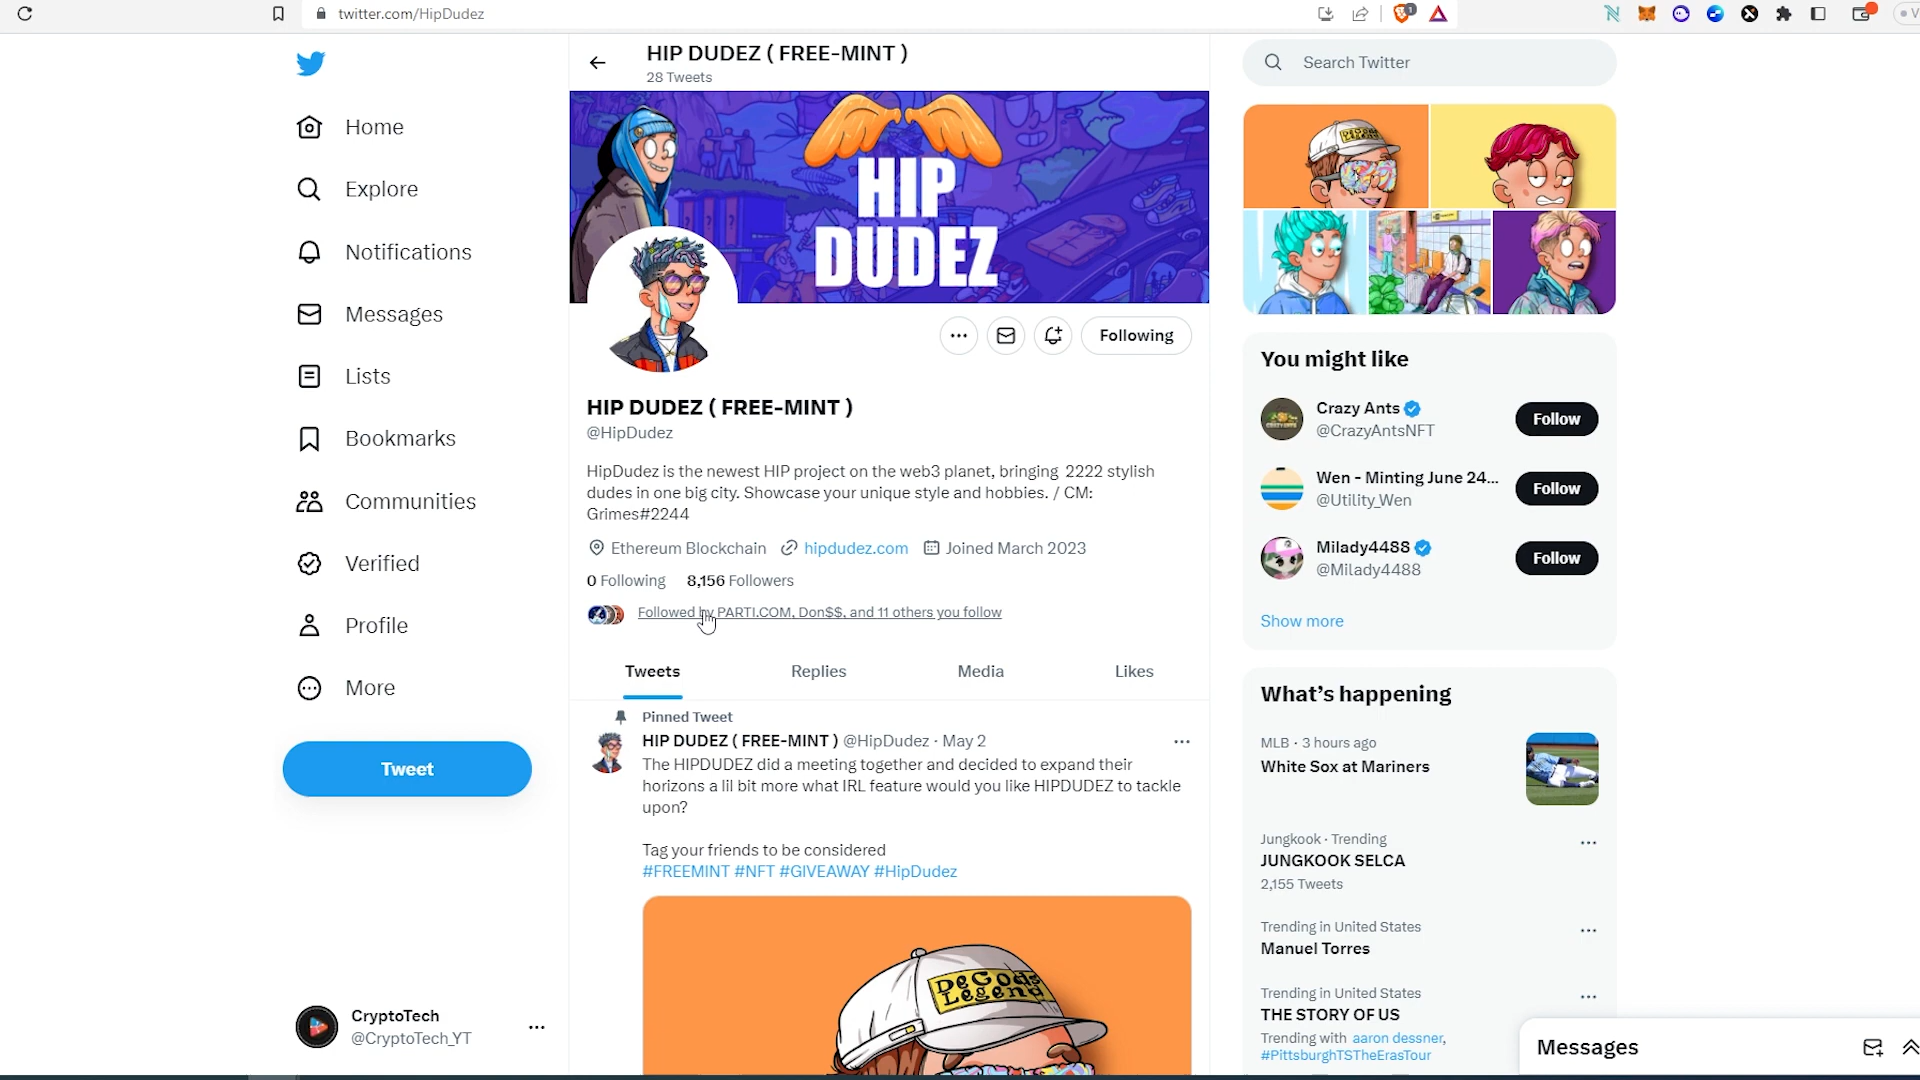 twitter.com/HipDudez
1
Home
Explore
Notifications
Messages
Lists
Bookmarks
Communities
Verified
Profile
More
Tweet
CryptoTech
@CryptoTech_YT
HIP DUDEZ ( FREE-MINT )
28 Tweets
HIP
DUDEZ
Following
HIP DUDEZ ( FREE-MINT )
@HipDudez
HipDudez is the newest HIP project on the web3 planet, bringing 2222 stylish
dudes in one big city. Showcase your unique style and hobbies. / CM:
Grimes#2244
Ethereum Blockchain hipdudez.com Joined March 2023
0 Following 8,156 Followers
Followed by PARTI.COM, Don$$, and 11 others you follow
Tweets Replies Media Likes
Pinned Tweet
HIP DUDEZ ( FREE-MINT ) @HipDudez · May 2
The HIPDUDEZ did a meeting together and decided to expand their
horizons a lil bit more what IRL feature would you like HIPDUDEZ to tackle
upon?
Tag your friends to be considered
#FREEMINT #NFT #GIVEAWAY #HipDudez
DeGods
Legend
Search Twitter
DeGods
Legend
You might like
Crazy Ants
@CrazyAntsNFT
Follow
Wen - Minting June 24...
@Utility_Wen
Follow
Milady4488
@Milady4488
Follow
Show more
What's happening
MLB · 3 hours ago
White Sox at Mariners
Jungkook · Trending
JUNGKOOK SELCA
2,155 Tweets
Trending in United States
Manuel Torres
Trending in United States
THE STORY OF US
Trending with aaron dessner,
#PittsburghTSTheErasTour
Messages